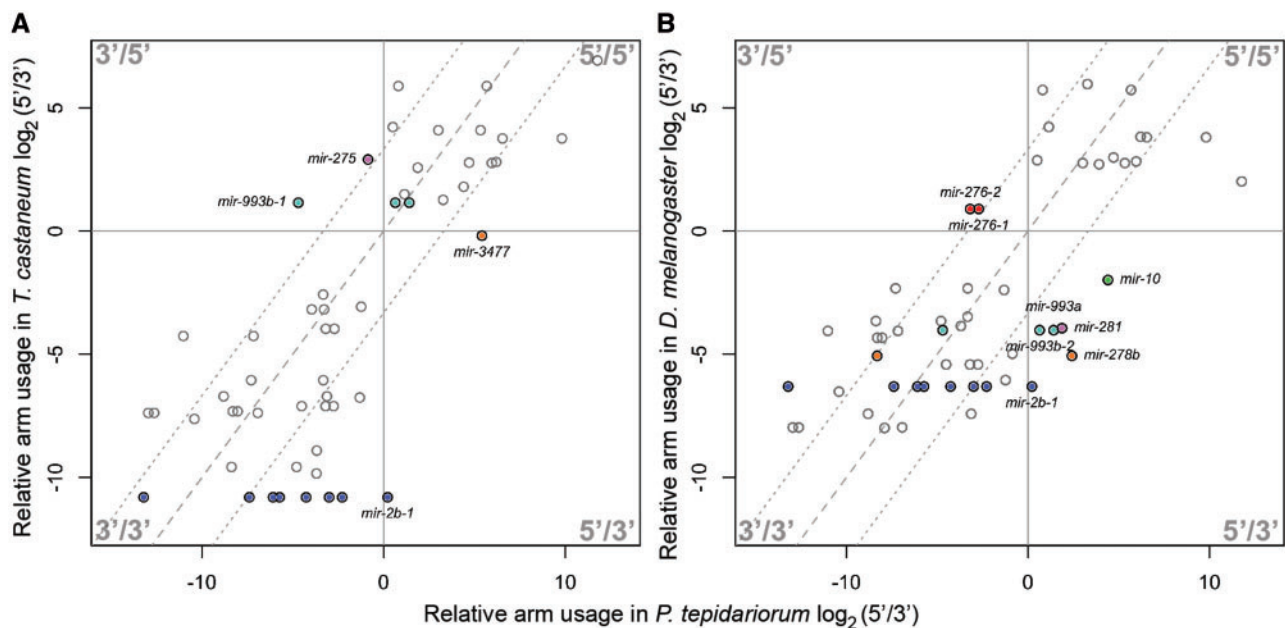 A
B
3'/5'
5'/5'
3'/5'
5'/5'
Relative arm usage in T. castaneum log2 (5'/3')
5
0
-5
-10
mir-275
mir-993b-1
mir-3477
mir-2b-1
3'/3'
5'/3'
-10
0
10
Relative arm usage in D. melanogaster log2 (5'/3')
5
0
-5
-10
mir-276-2
mir-276-1
mir-10
mir-993a
mir-281
mir-993b-2
mir-278b
mir-2b-1
3'/3'
5'/3'
-10
0
10
Relative arm usage in P. tepidariorum log2 (5'/3')